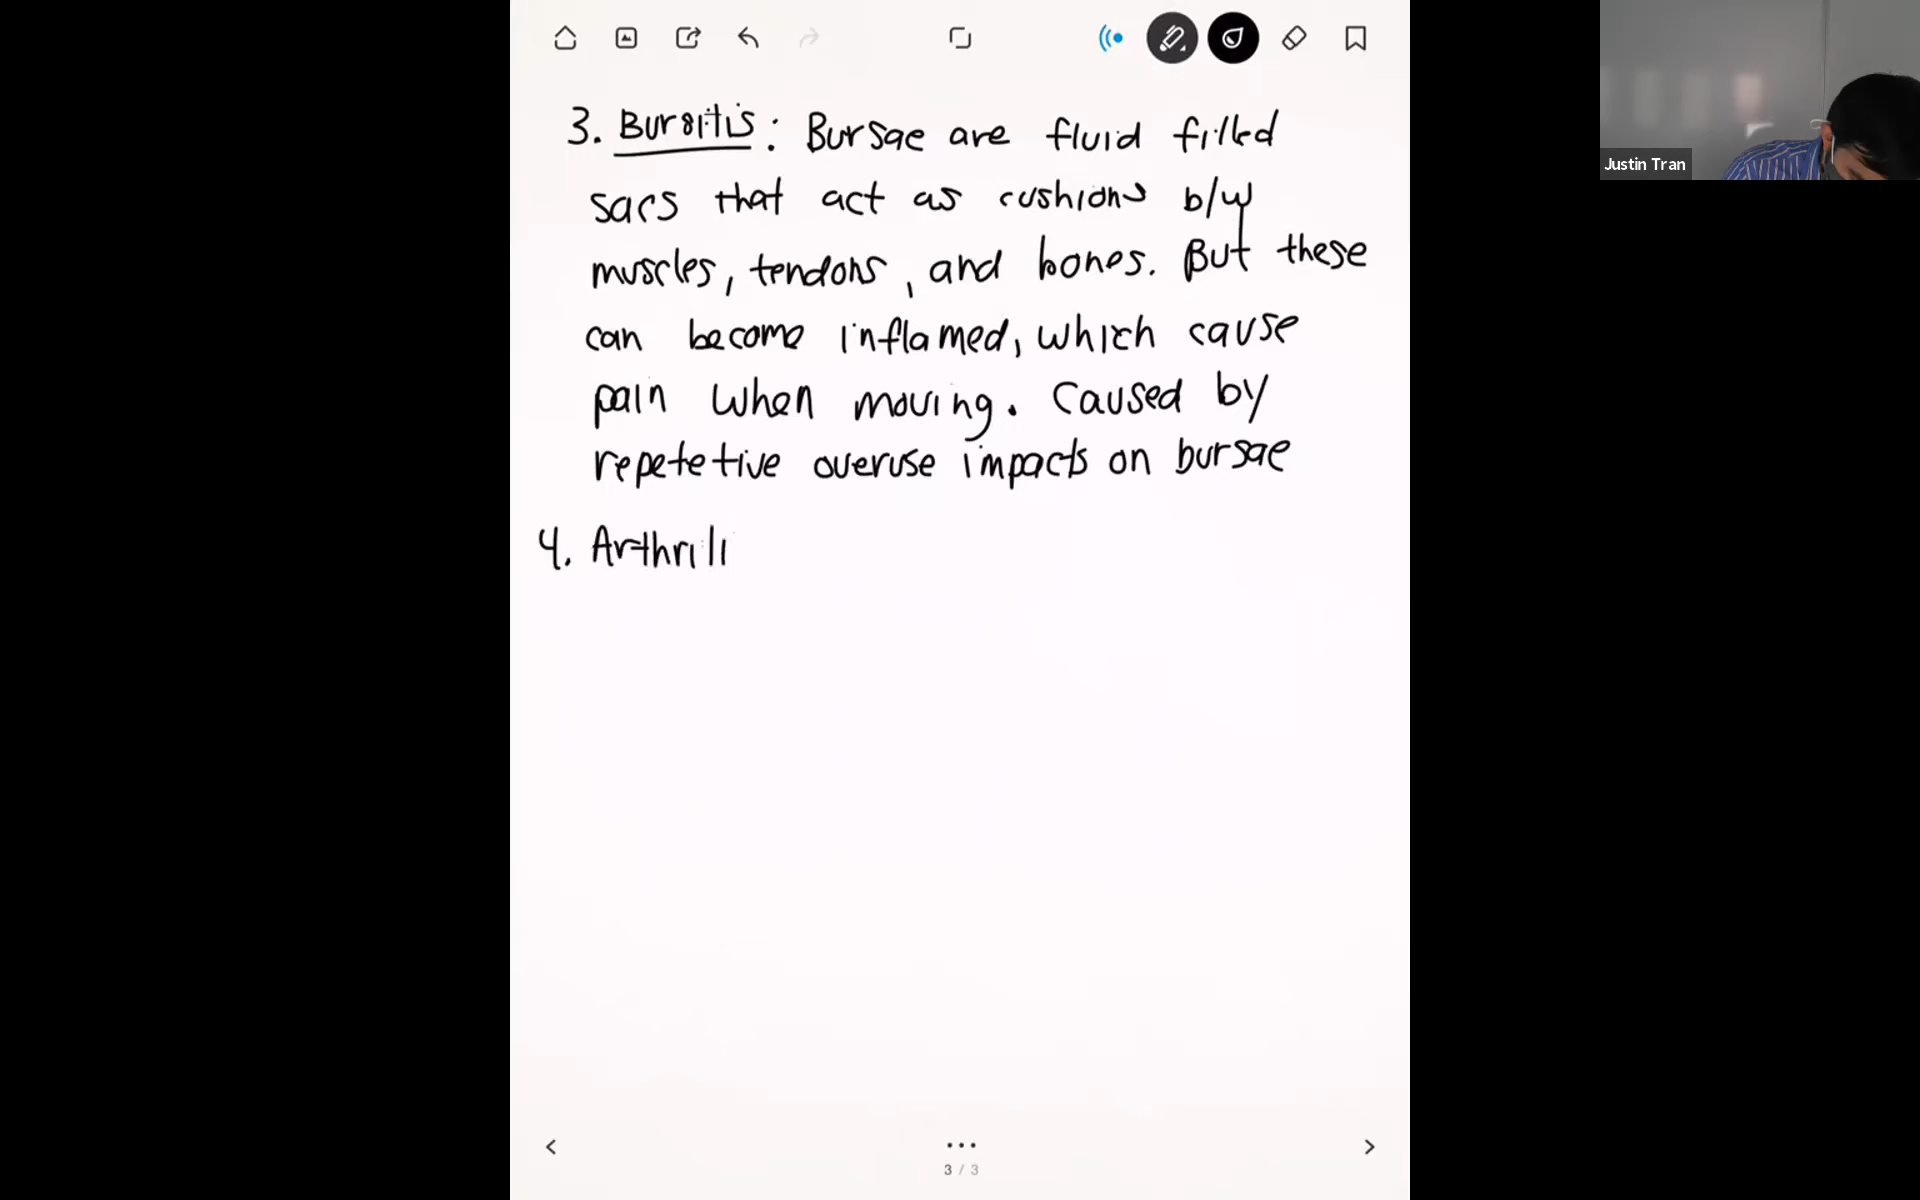 3. Bursitis: Bursae are fluid filled
sacs that act as cushions b/w
muscles, tendons, and bones. But these
can become inflamed, which cause
pain when moving. Caused by
repetetive overuse impacts on bursae
4. Arthriti
Justin Tran
3 / 3